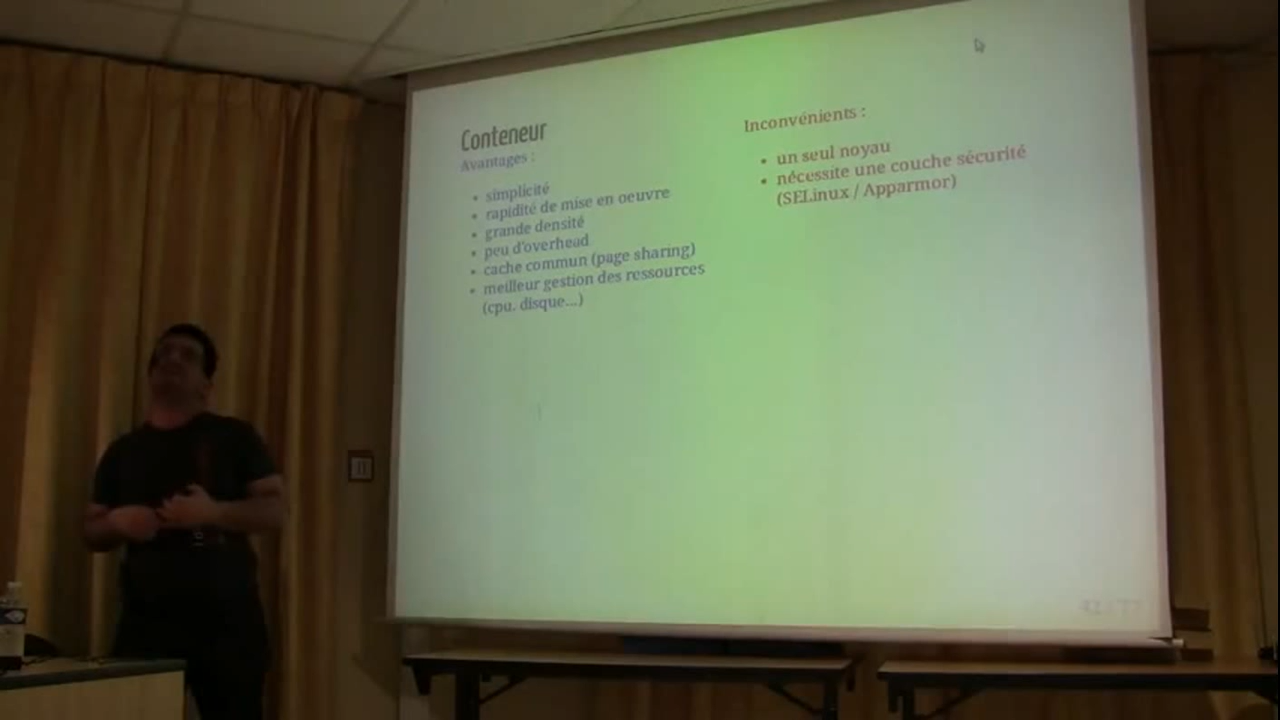 Conteneur
Avantages :
• simplicité
• rapidité de mise en oeuvre
• grande densité
• peu d'overhead
• cache commun (page sharing)
• meilleur gestion des ressources
(cpu, disque...)
Inconvénients :
• un seul noyau
• nécessite une couche sécurité
(SELinux / Apparmor)